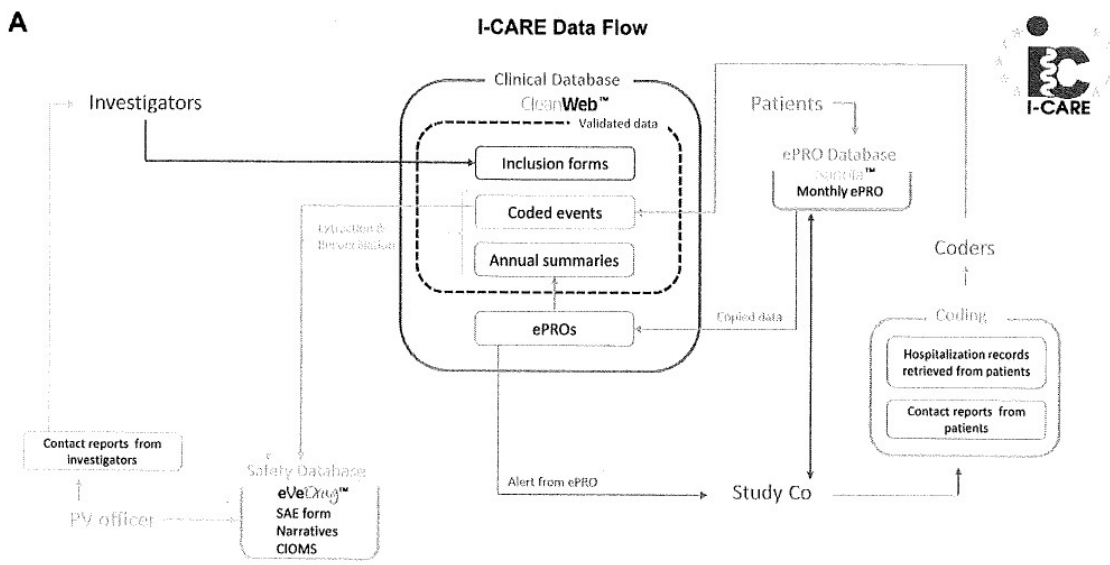 A
I-CARE Data Flow
I-CARE
Investigators
Clinical Database
CleanWeb™
Validated data
Inclusion forms
Coded events
Annual summaries
ePROs
Extraction &
Patients
ePRO Database
Monthly ePRO
Copied data
Coders
Coding
Hospitalization records
retrieved from patients
Contact reports from
patients
Contact reports from
investigators
PV officer
Safety Database
eVeDrug™
SAE form
Narratives
CIOMS
Alert from ePRO
Study Co